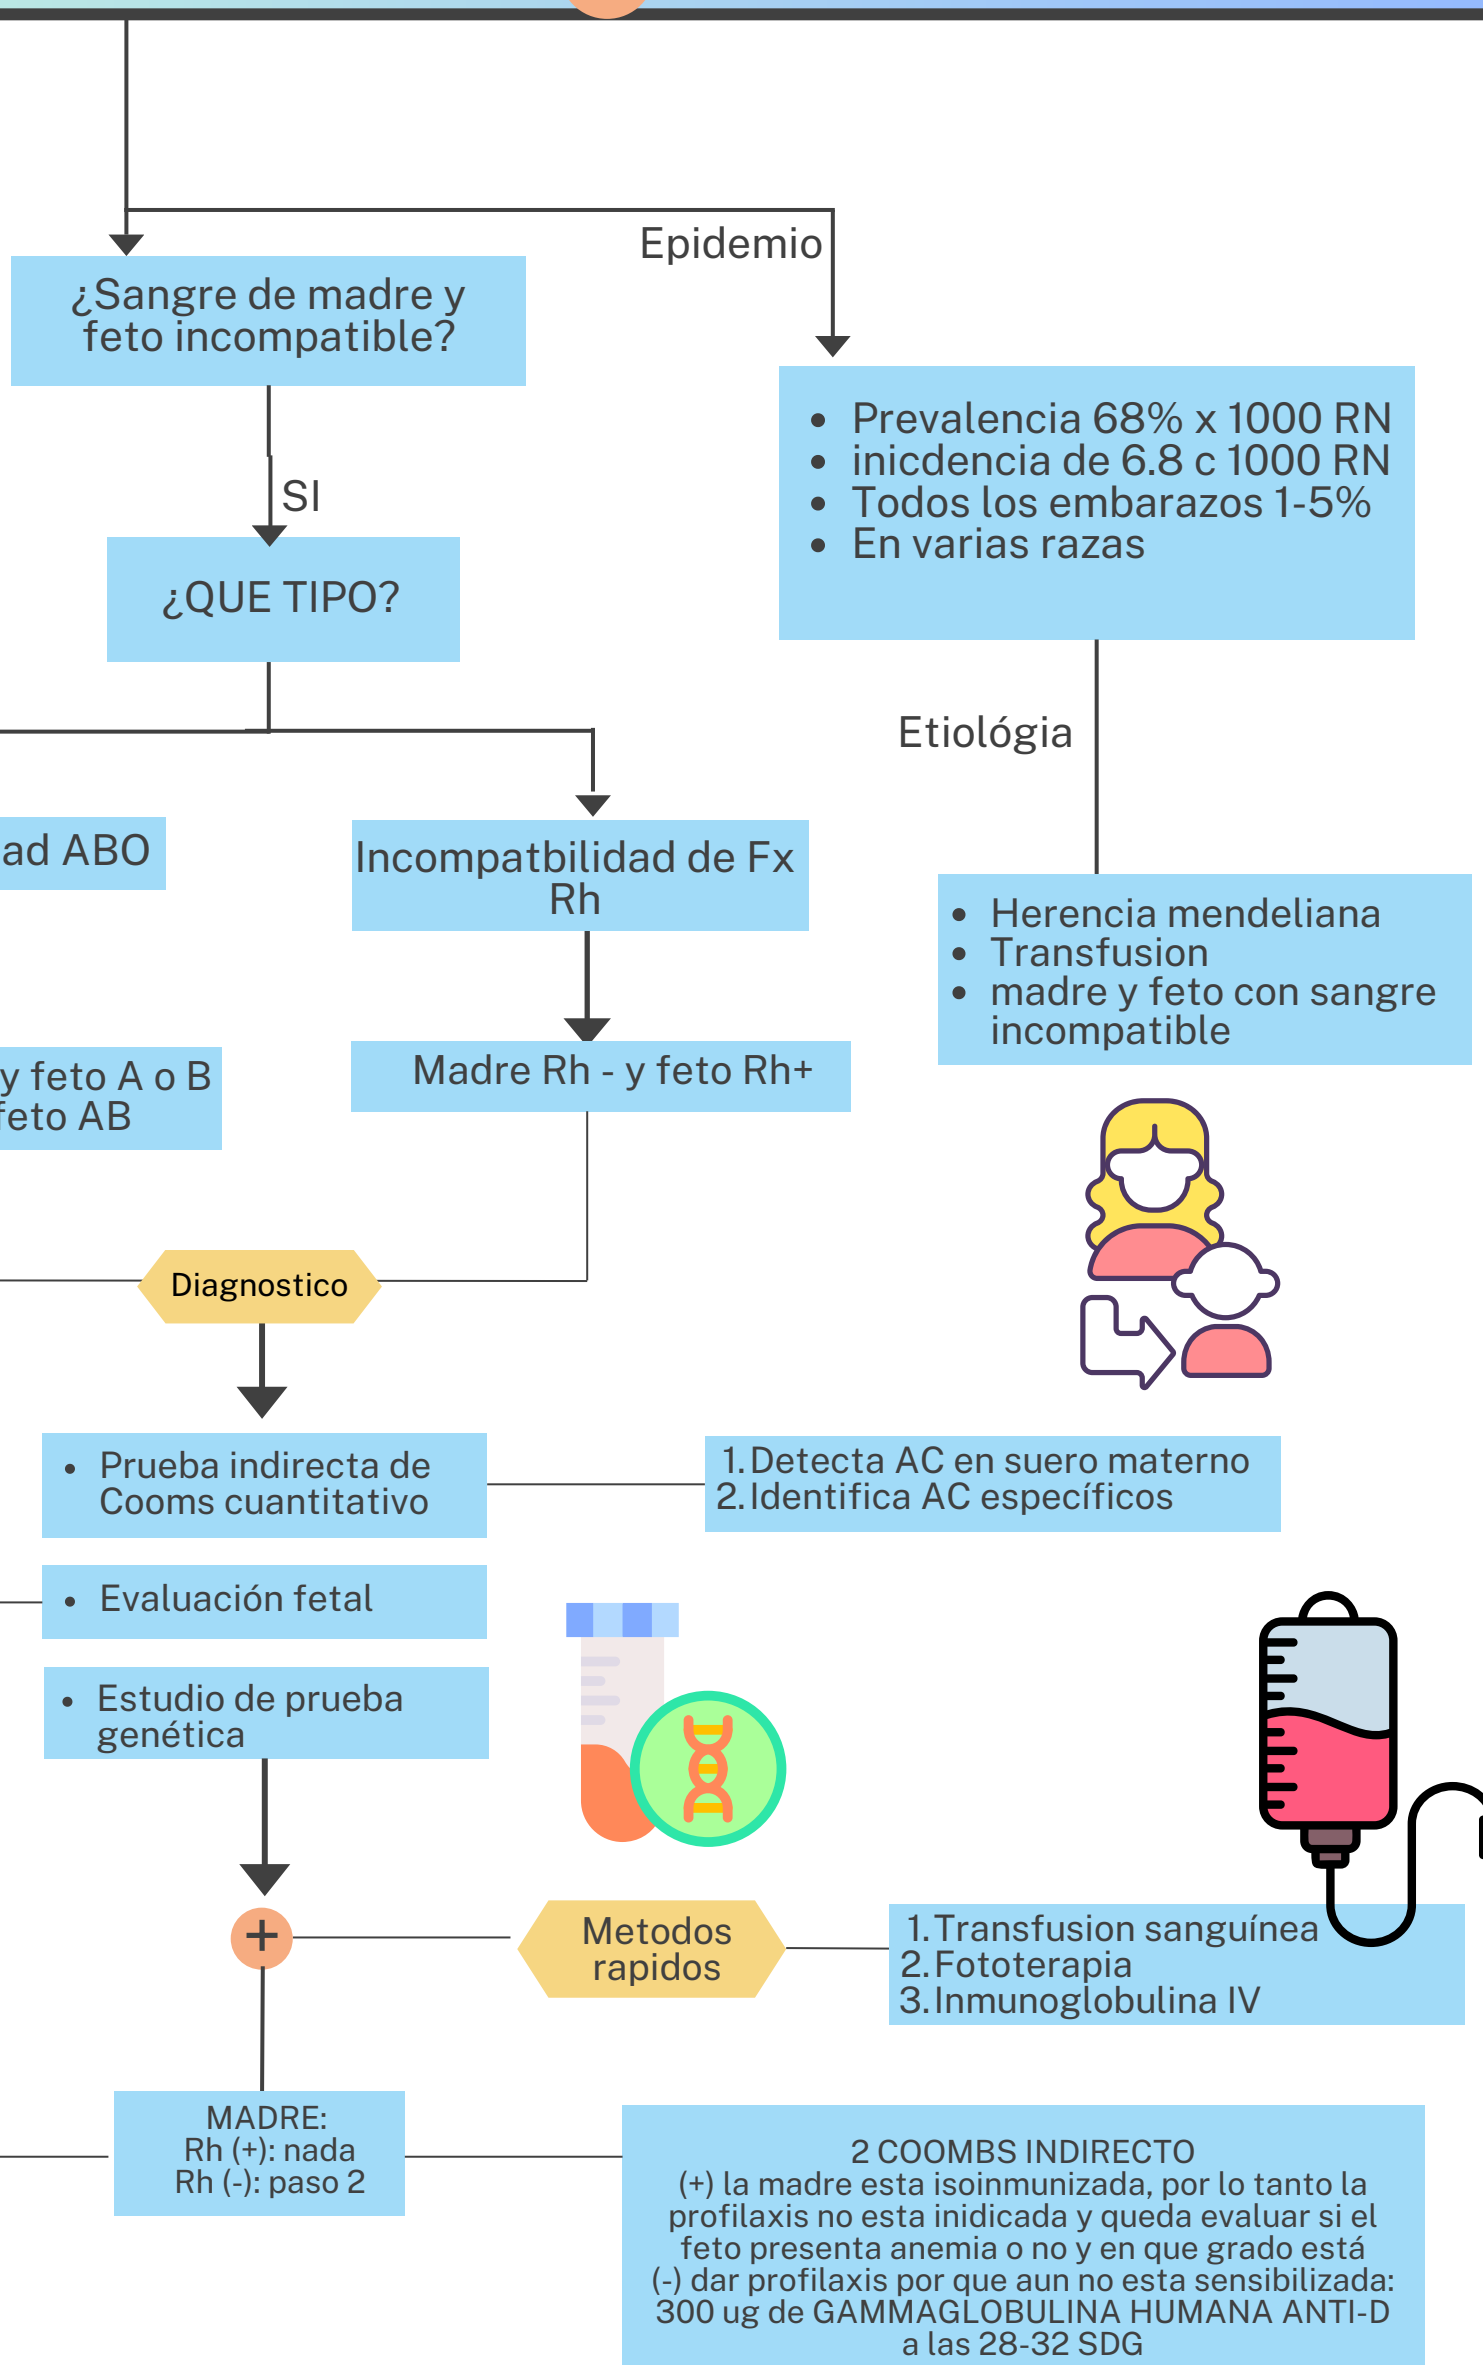 Epidemio
¿Sangre de madre y
feto incompatible?
• Prevalencia 68% x 1000 RN
• inicdencia de 6.8 c 1000 RN
• Todos los embarazos 1-5%
• En varias razas
SI
¿QUE TIPO?
Etiológia
ad ABO
Incompatbilidad de Fx
Rh
• Herencia mendeliana
• Transfusion
• madre y feto con sangre
incompatible
y feto A o B
feto AB
Madre Rh - y feto Rh+
Diagnostico
• Prueba indirecta de
Cooms cuantitativo
1. Detecta AC en suero materno
2. Identifica AC específicos
• Evaluación fetal
• Estudio de prueba
genética
+
Metodos
rapidos
1. Transfusion sanguínea
2. Fototerapia
3. Inmunoglobulina IV
MADRE:
Rh (+): nada
Rh (-): paso 2
2 COOMBS INDIRECTO
(+) la madre esta isoinmunizada, por lo tanto la
profilaxis no esta inidicada y queda evaluar si el
feto presenta anemia o no y en que grado está
(-) dar profilaxis por que aun no esta sensibilizada:
300 ug de GAMMAGLOBULINA HUMANA ANTI-D
a las 28-32 SDG